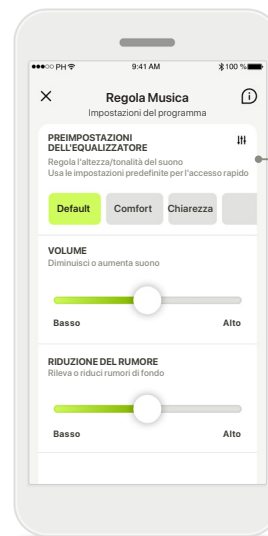 PH
9:41 AM
100 %
Regola Musica
Impostazioni del programma
PREIMPOSTAZIONI
DELL'EQUALIZZATORE
Regola l'altezza/tonalità del suono
Usa le impostazioni predefinite per l'accesso rapido
Default Comfort Chiarezza
VOLUME
Diminuisci o aumenta suono
Basso Alto
RIDUZIONE DEL RUMORE
Rileva o riduci rumori di fondo
Basso Alto